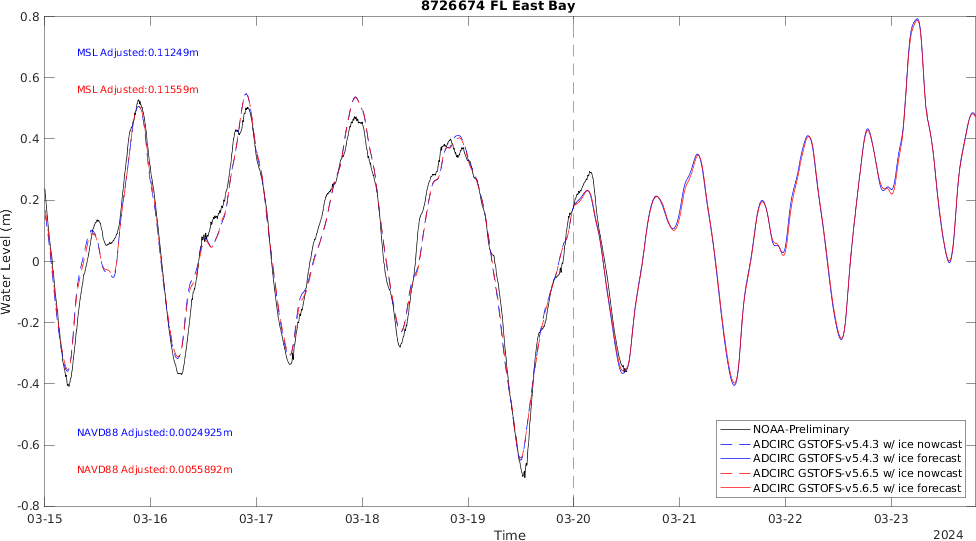 8726674 FL East Bay
MSL Adjusted:0.11249m
MSL Adjusted:0.11559m
NAVD88 Adjusted:0.0024925m
NAVD88 Adjusted:0.0055892m
Water Level (m)
0.8
0.6
0.4
0.2
0
-0.2
-0.4
-0.6
-0.8
NOAA-Preliminary
ADCIRC GSTOFS-v5.4.3 w/ ice nowcast
ADCIRC GSTOFS-v5.4.3 w/ ice forecast
ADCIRC GSTOFS-v5.6.5 w/ ice nowcast
ADCIRC GSTOFS-v5.6.5 w/ ice forecast
03-15 03-16 03-17 03-18 03-19 03-20 03-21 03-22 03-23
Time
2024